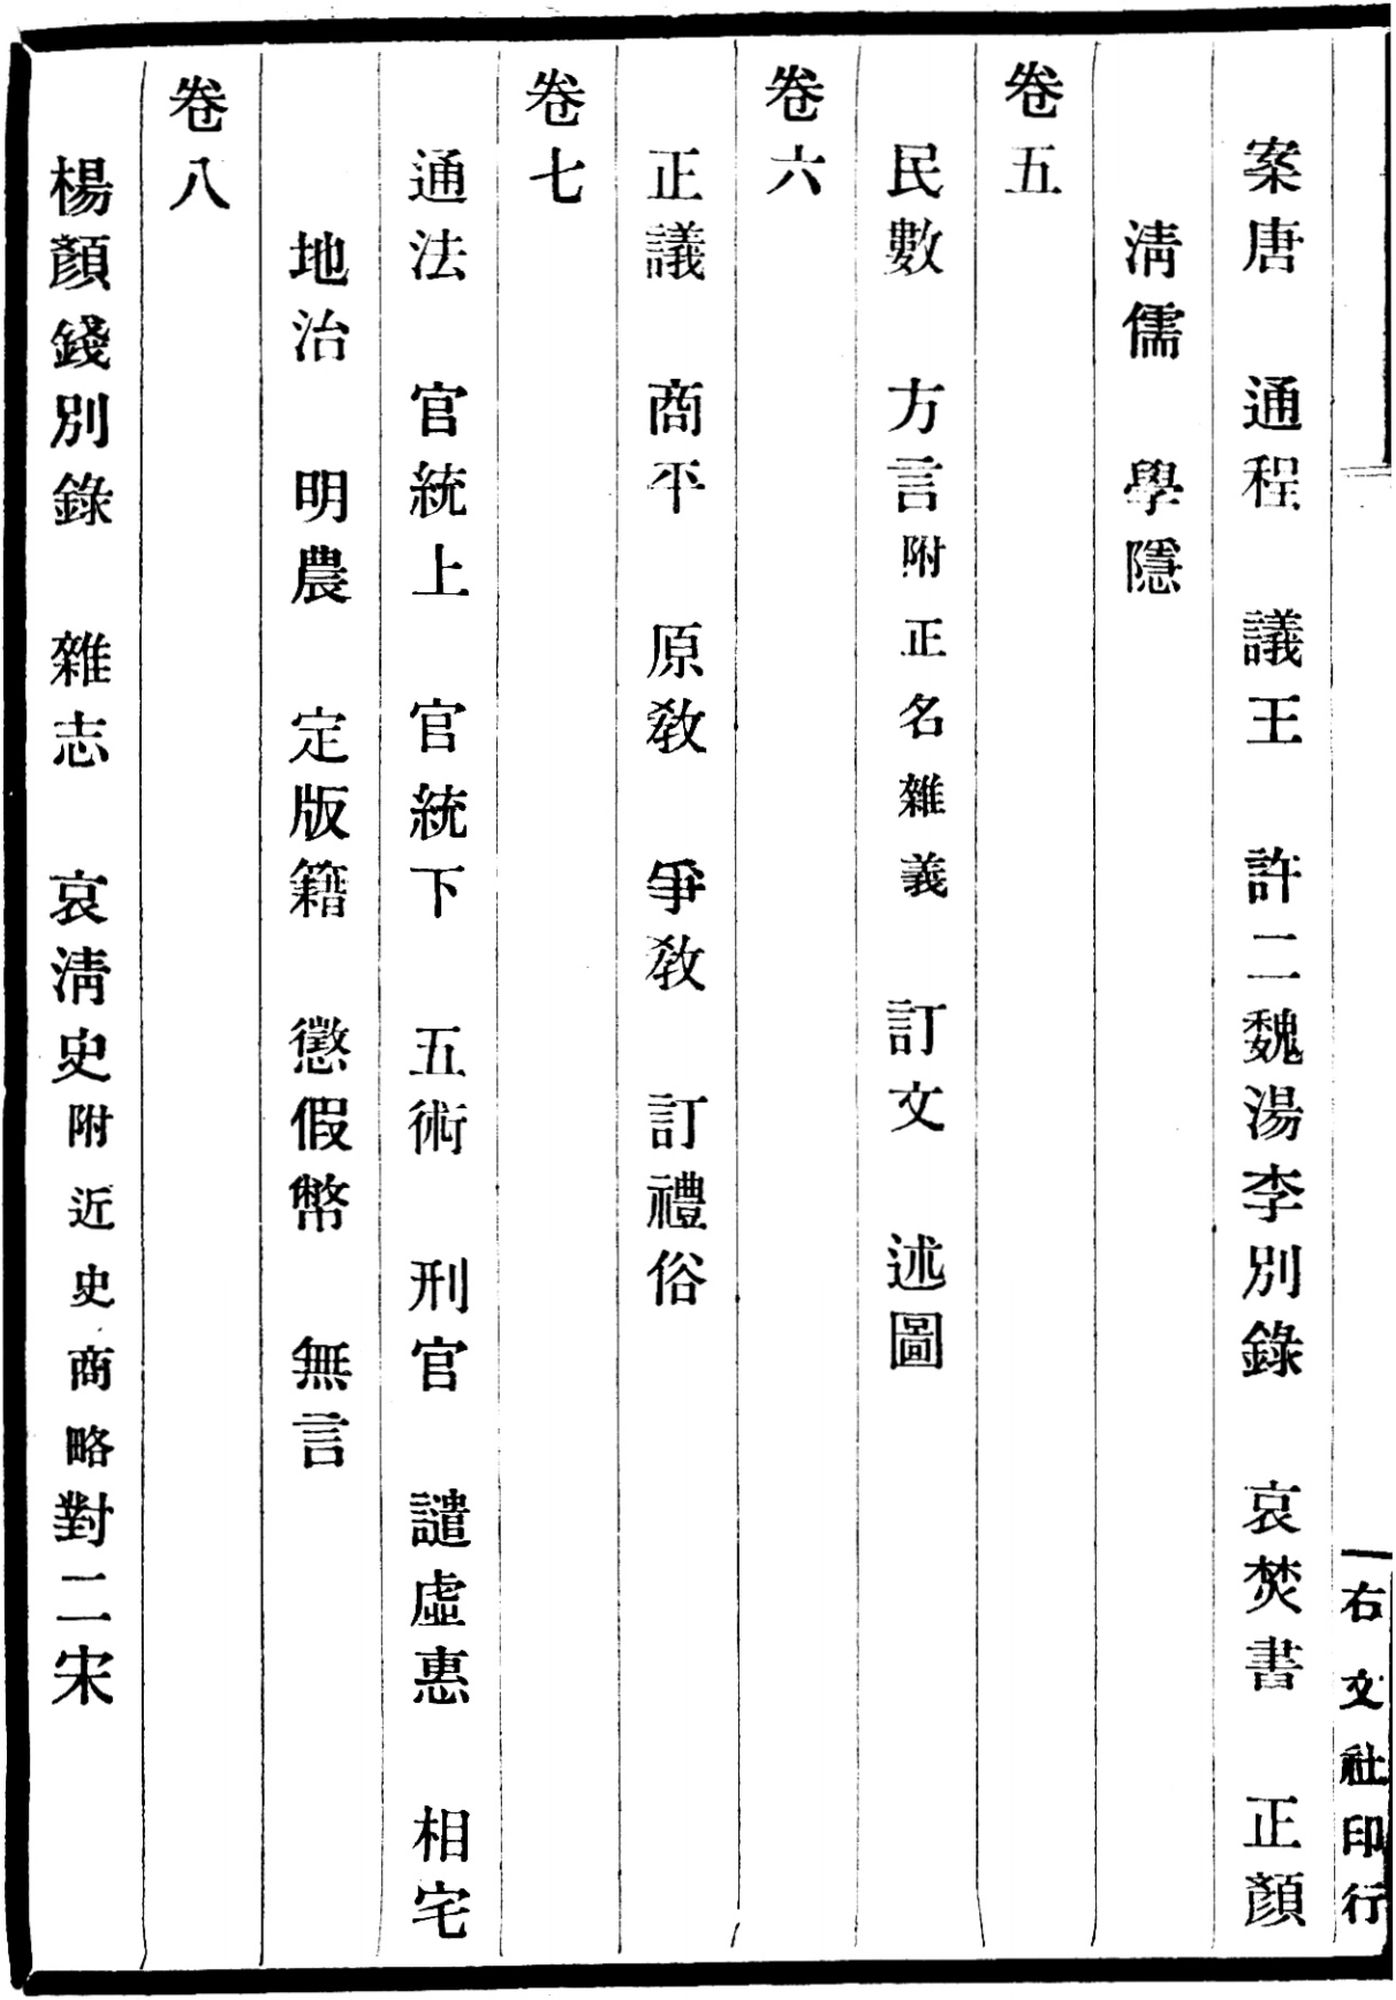 右文社印行
案唐　通程　議王　許二魏湯李別錄　哀焚書　正顏
清儒　學隱
卷五
民數　方言附正名雜義　訂文　述圖
卷六
正議　商平　原敎　爭敎　訂禮俗
卷七
通法　官統上　官統下　五術　刑官　譴虛惠　相宅
地治　明農　定版籍　懲假幣　無言
卷八
楊顏錢別錄　雜志　哀清史附近史商略對二宋